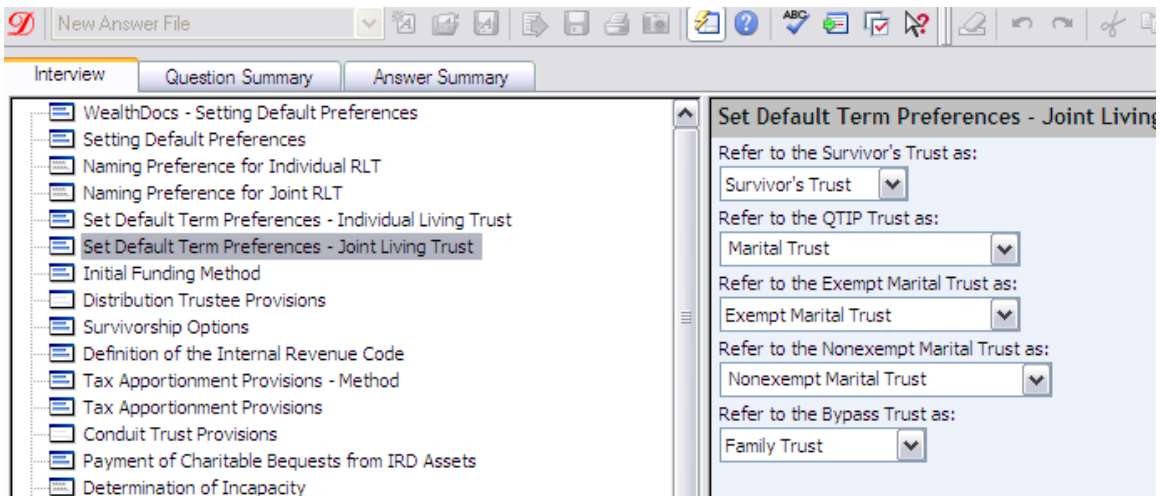 New Answer File
Interview
Question Summary
Answer Summary
WealthDocs - Setting Default Preferences
Setting Default Preferences
Naming Preference for Individual RLT
Naming Preference for Joint RLT
Set Default Term Preferences - Individual Living Trust
Set Default Term Preferences - Joint Living Trust
Initial Funding Method
Distribution Trustee Provisions
Survivorship Options
Definition of the Internal Revenue Code
Tax Apportionment Provisions - Method
Tax Apportionment Provisions
Conduit Trust Provisions
Payment of Charitable Bequests from IRD Assets
Determination of Incapacity
Set Default Term Preferences - Joint Living
Refer to the Survivor's Trust as:
Survivor's Trust
Refer to the QTIP Trust as:
Marital Trust
Refer to the Exempt Marital Trust as:
Exempt Marital Trust
Refer to the Nonexempt Marital Trust as:
Nonexempt Marital Trust
Refer to the Bypass Trust as:
Family Trust